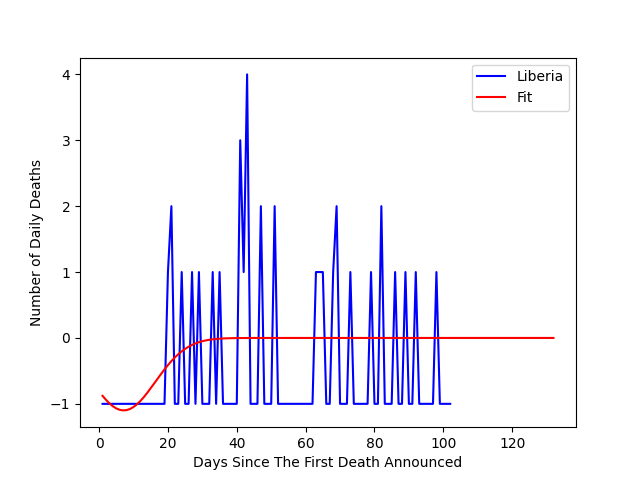 Liberia
Fit
4
3
2
1
0
−1
Number of Daily Deaths
0 20 40 60 80 100 120
Days Since The First Death Announced